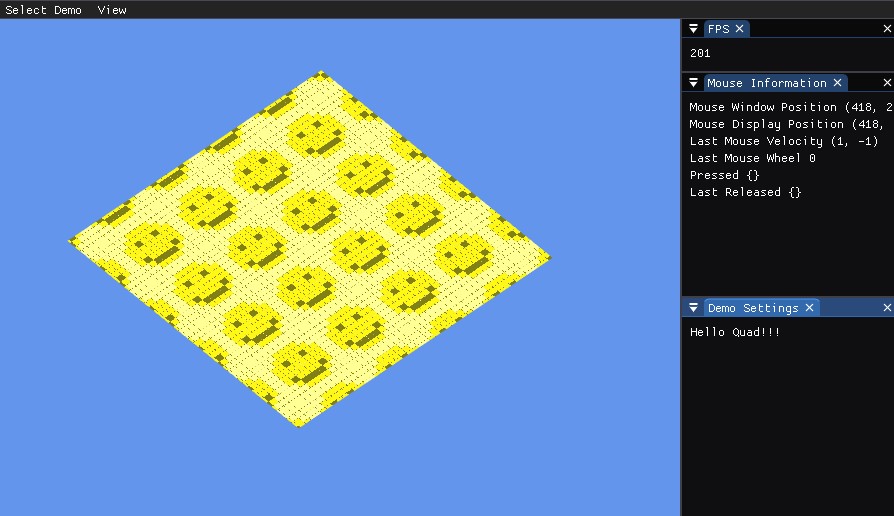 Select Demo View
FPS
201
Mouse Information
Mouse Window Position (418, 2
Mouse Display Position (418,
Last Mouse Velocity (1, -1)
Last Mouse Wheel 0
Pressed {}
Last Released {}
Demo Settings
Hello Quad!!!